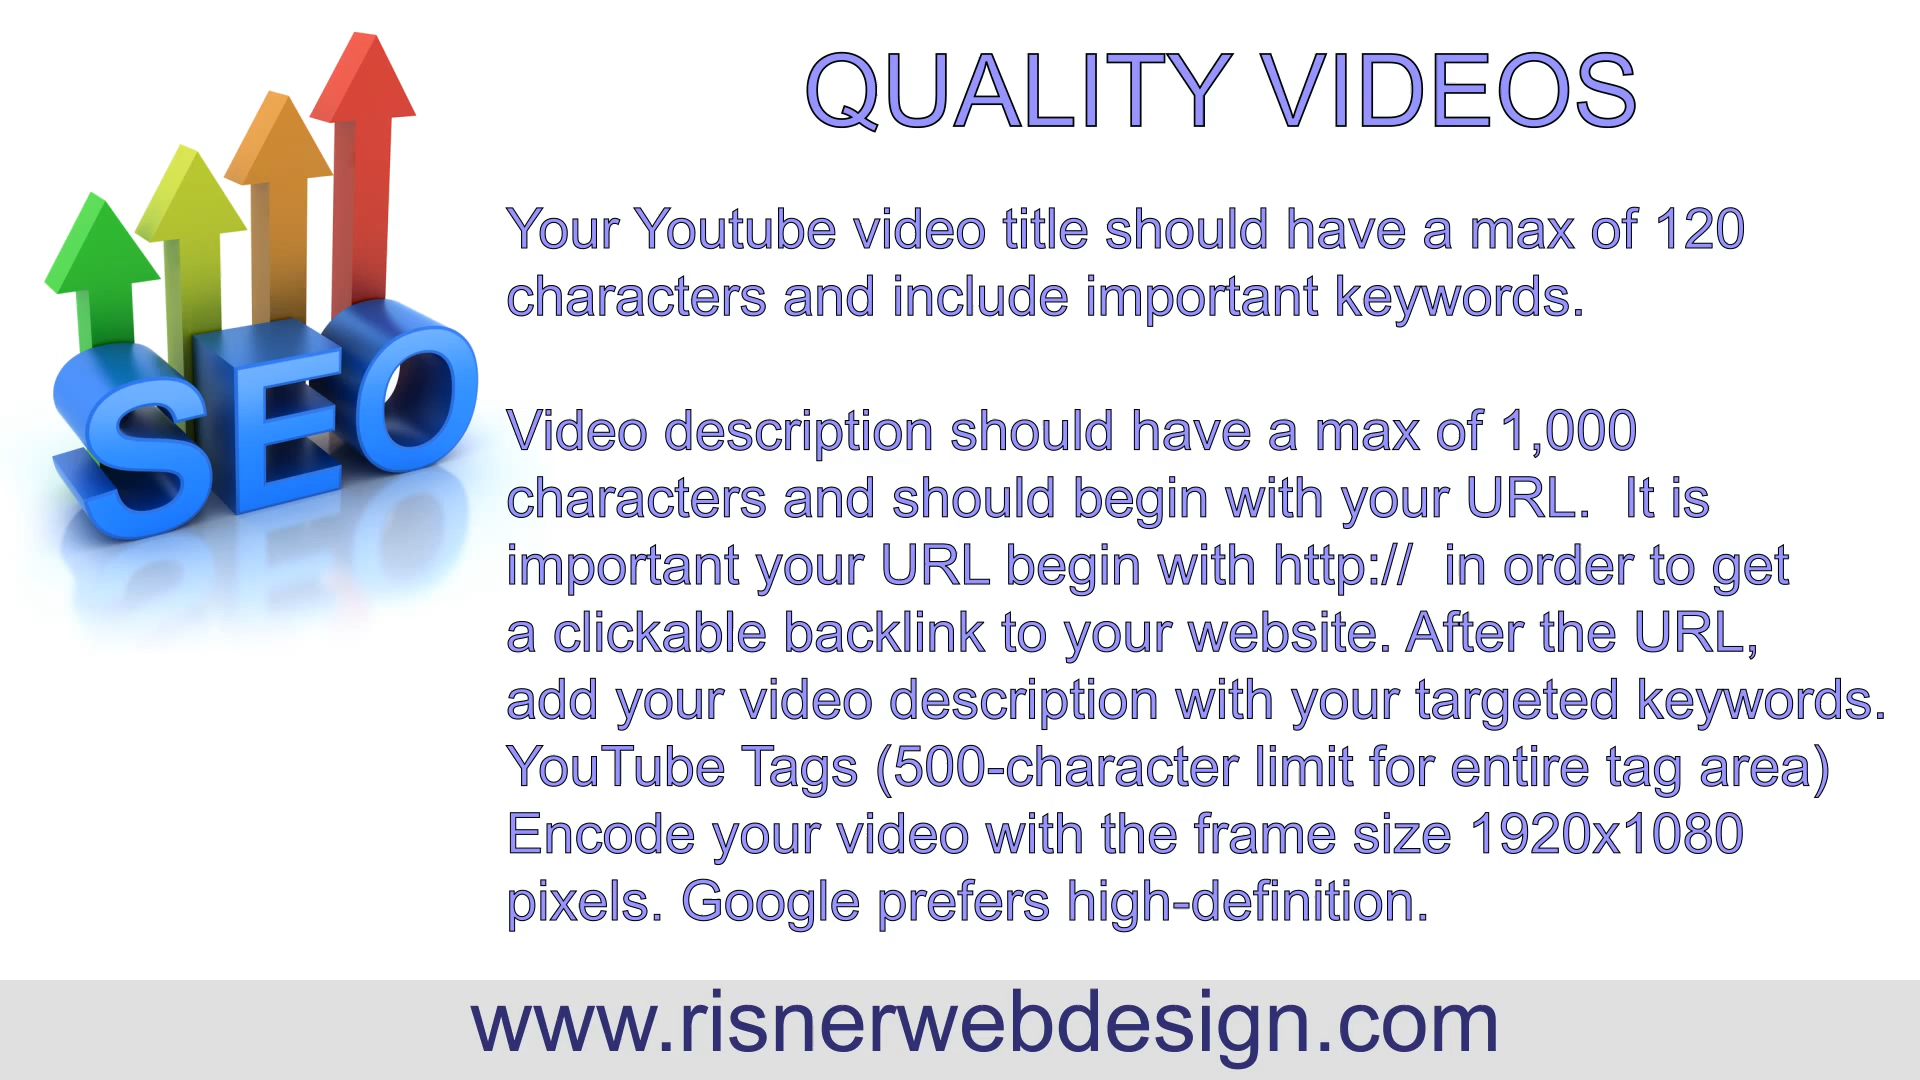 QUALITY VIDEOS
SEO
Your Youtube video title should have a max of 120
characters and include important keywords.
Video description should have a max of 1,000
characters and should begin with your URL.  It is
important your URL begin with http://  in order to get
a clickable backlink to your website. After the URL,
add your video description with your targeted keywords.
YouTube Tags (500-character limit for entire tag area)
Encode your video with the frame size 1920x1080
pixels. Google prefers high-definition.
www.risnerwebdesign.com